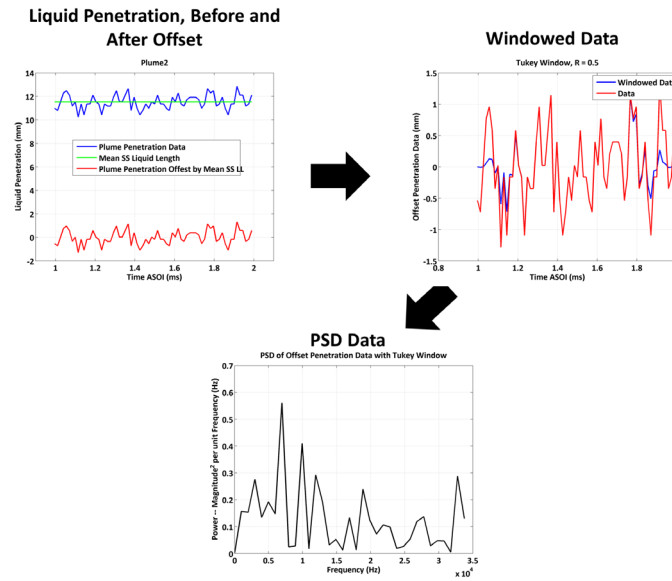 Liquid Penetration, Before and
After Offset
Plume2
Liquid Penetration (mm)
14
12
10
8
6
4
2
0
-2
Plume Penetration Data
Mean SS Liquid Length
Plume Penetration Offest by Mean SS LL
1
1.2
1.4
1.6
1.8
2
Time ASOI (ms)
Windowed Data
Tukey Window, R = 0.5
Offset Penetration Data (mm)
1.5
1
0.5
0
-0.5
-1
-1.5
Windowed Data
Data
0.8
1
1.2
1.4
1.6
1.8
Time ASOI (ms)
PSD Data
PSD of Offset Penetration Data with Tukey Window
Power -- Magnitude² per unit Frequency (Hz)
0.7
0.6
0.5
0.4
0.3
0.2
0.1
0
0
0.5
1
1.5
2
2.5
3
3.5
Frequency (Hz)
x 10⁴